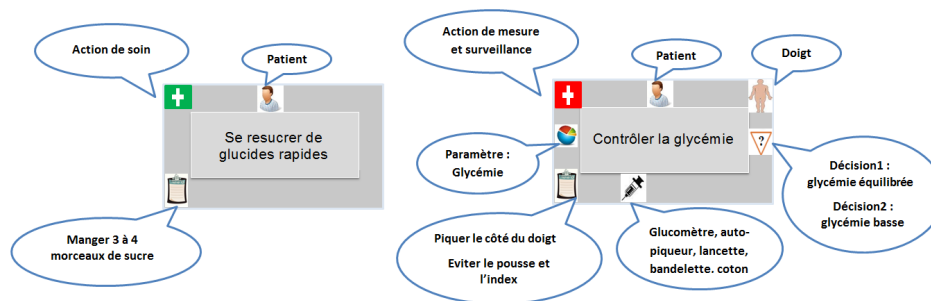 Action de soin
Patient
Se resucrer de
glucides rapides
Manger 3 à 4
morceaux de sucre
Action de mesure
et surveillance
Patient
Doigt
Contrôler la glycémie
?
Paramètre :
Glycémie
Décision1 :
glycémie équilibrée
Décision2 :
glycémie basse
Piquer le côté du doigt
Eviter le pousse et
l'index
Glucomètre, auto-
piqueur, lancette,
bandelette. coton